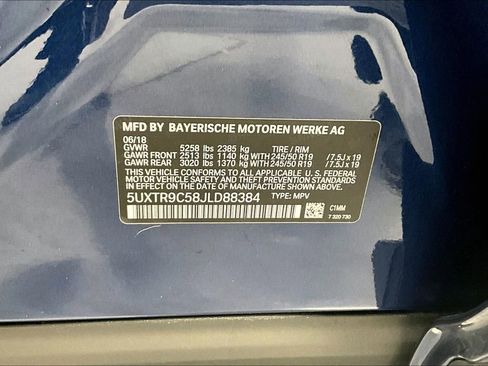 MFD BY BAYERISCHE MOTOREN WERKE AG
06/18
GVWR 5258 lbs 2385 kg TIRE / RIM
GAWR FRONT 2513 lbs 1140 kg WITH 245/50 R19 /7.5J x 19
GAWR REAR 3020 lbs 1370 kg WITH 245/50 R19 /7.5J x 19
THIS VEHICLE CONFORMS TO ALL APPLICABLE U. S. FEDERAL
MOTOR VEHICLE SAFETY, BUMPER, AND THEFT PREVENTION
STANDARDS IN EFFECT ON THE DATE OF MANUFACTURE SHOWN ABOVE.
5UXTR9C58JLD88384 TYPE: MPV
C1MM
7 320 730